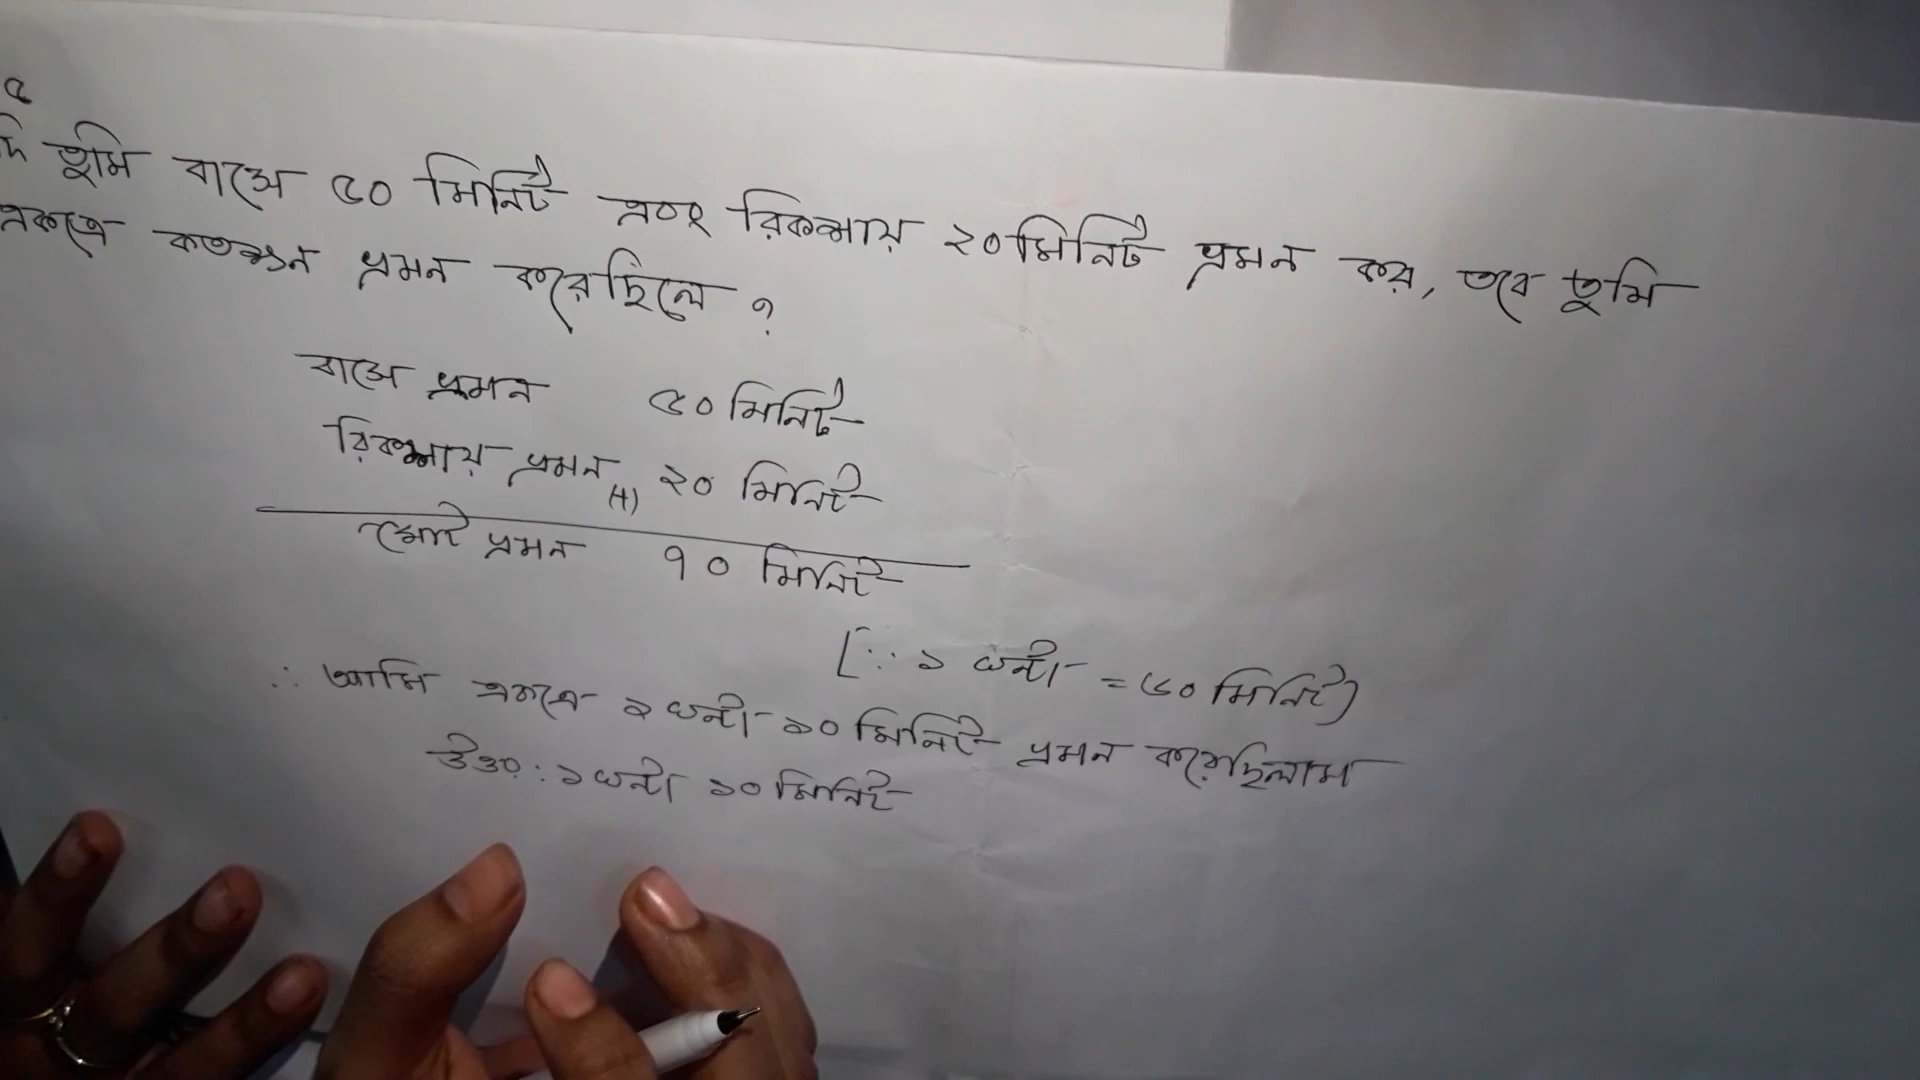 ৫
দি তুমি বাসে ৫০ মিনিট এবং রিকশায় ২০ মিনিট ভ্রমন কর, তবে তুমি
একত্রে কতক্ষন ভ্রমন করেছিলে ?
বাসে ভ্রমন ৫০ মিনিট
রিকশায় ভ্রমন (+) ২০ মিনিট
মোট ভ্রমন ৭০ মিনিট
[∵ ১ ঘন্টা = ৬০ মিনিট]
∴ আমি একত্রে ১ ঘন্টা ১০ মিনিট ভ্রমন করেছিলাম
উত্তর : ১ ঘন্টা ১০ মিনিট